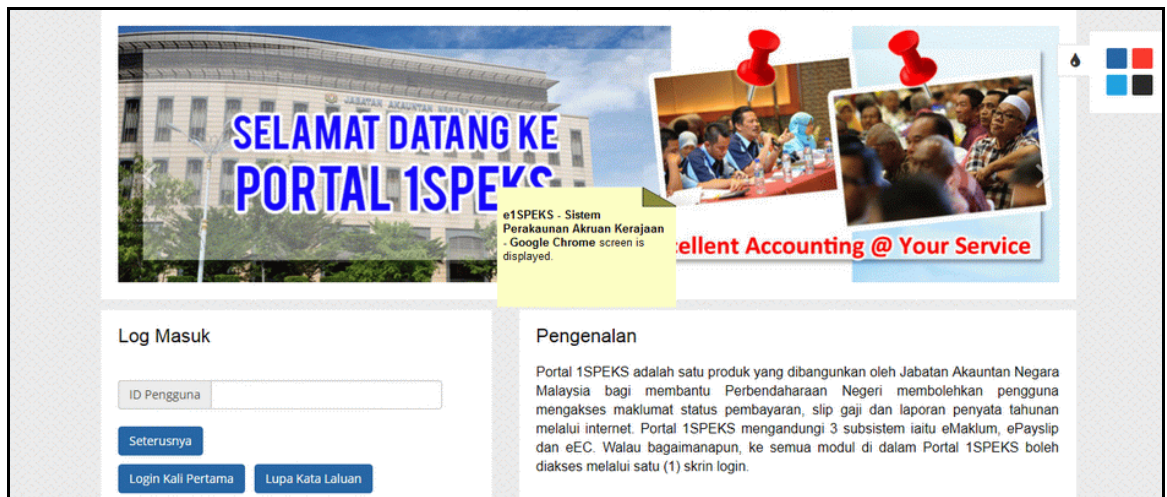 JABATAN AKAUNTAN NEGARA
SELAMAT DATANG KE
PORTAL 1SPEKS
e1SPEKS - Sistem
Perakaunan Akruan Kerajaan
- Google Chrome screen is
displayed.
cellent Accounting @ Your Service
Log Masuk
ID Pengguna
Seterusnya
Login Kali Pertama
Lupa Kata Laluan
Pengenalan
Portal 1SPEKS adalah satu produk yang dibangunkan oleh Jabatan Akauntan Negara
Malaysia bagi membantu Perbendaharaan Negeri membolehkan pengguna
mengakses maklumat status pembayaran, slip gaji dan laporan penyata tahunan
melalui internet. Portal 1SPEKS mengandungi 3 subsistem iaitu eMaklum, ePayslip
dan eEC. Walau bagaimanapun, ke semua modul di dalam Portal 1SPEKS boleh
diakses melalui satu (1) skrin login.